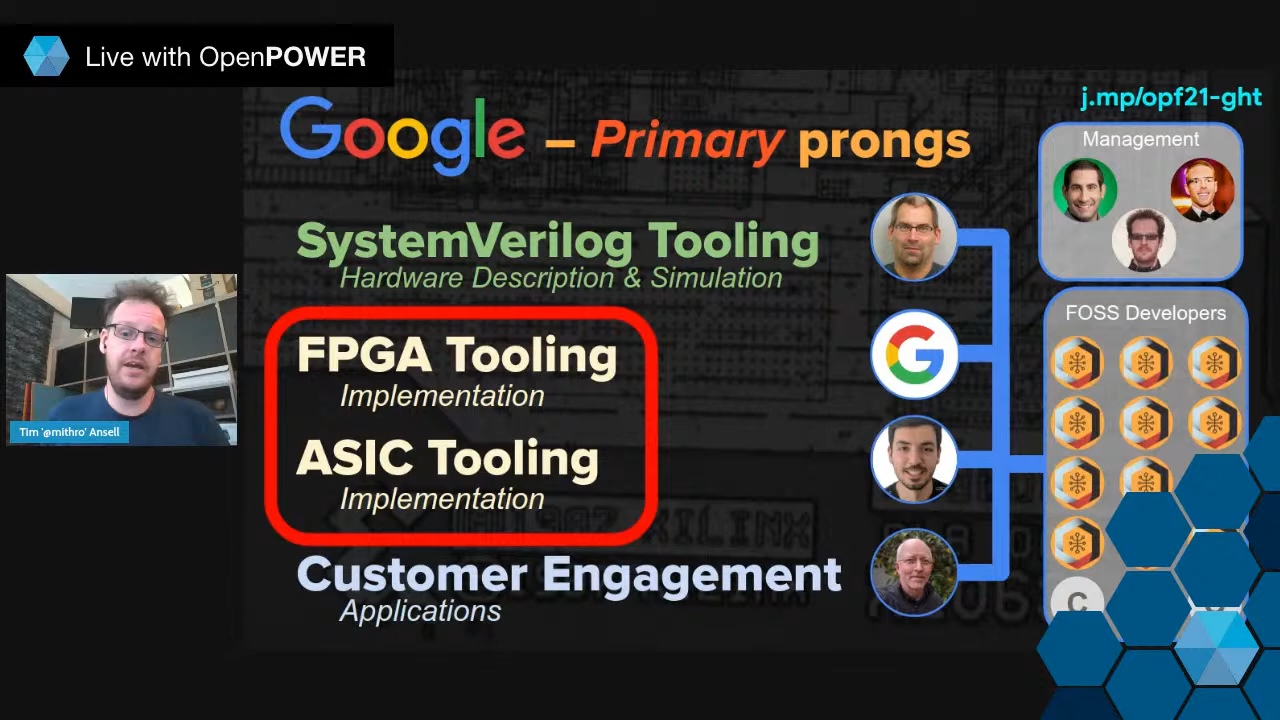 Live with OpenPOWER
j.mp/opf21-ght
Google – Primary prongs
Management
SystemVerilog Tooling
Hardware Description & Simulation
FOSS Developers
FPGA Tooling
Implementation
Tim '@mithro' Ansell
ASIC Tooling
Implementation
XILINX
Customer Engagement
Applications
G
C